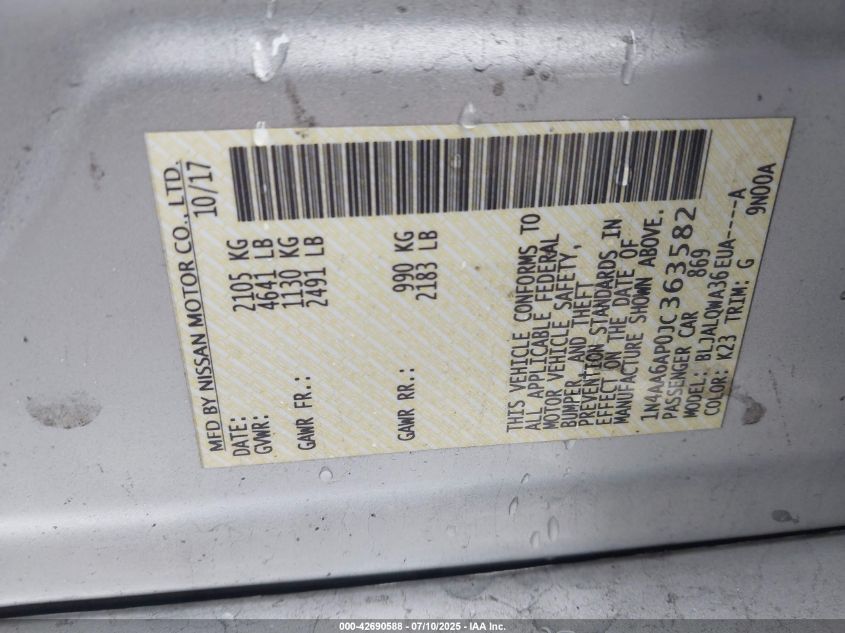 MFD BY NISSAN MOTOR CO., LTD.
DATE: 10/17
GVWR: 2105 KG
4641 LB
GAWR FR.: 1130 KG
2491 LB
GAWR RR.: 990 KG
2183 LB
THIS VEHICLE CONFORMS TO
ALL APPLICABLE FEDERAL
MOTOR VEHICLE SAFETY,
BUMPER, AND THEFT
PREVENTION STANDARDS IN
EFFECT ON THE DATE OF
MANUFACTURE SHOWN ABOVE.
1N4AA6AP0JC363582
PASSENGER CAR 869
MODEL: BLJALQWA36EUA----A
COLOR: K23 TRIM: G 9N00A
000-42690588 - 07/10/2025 - IAA Inc.